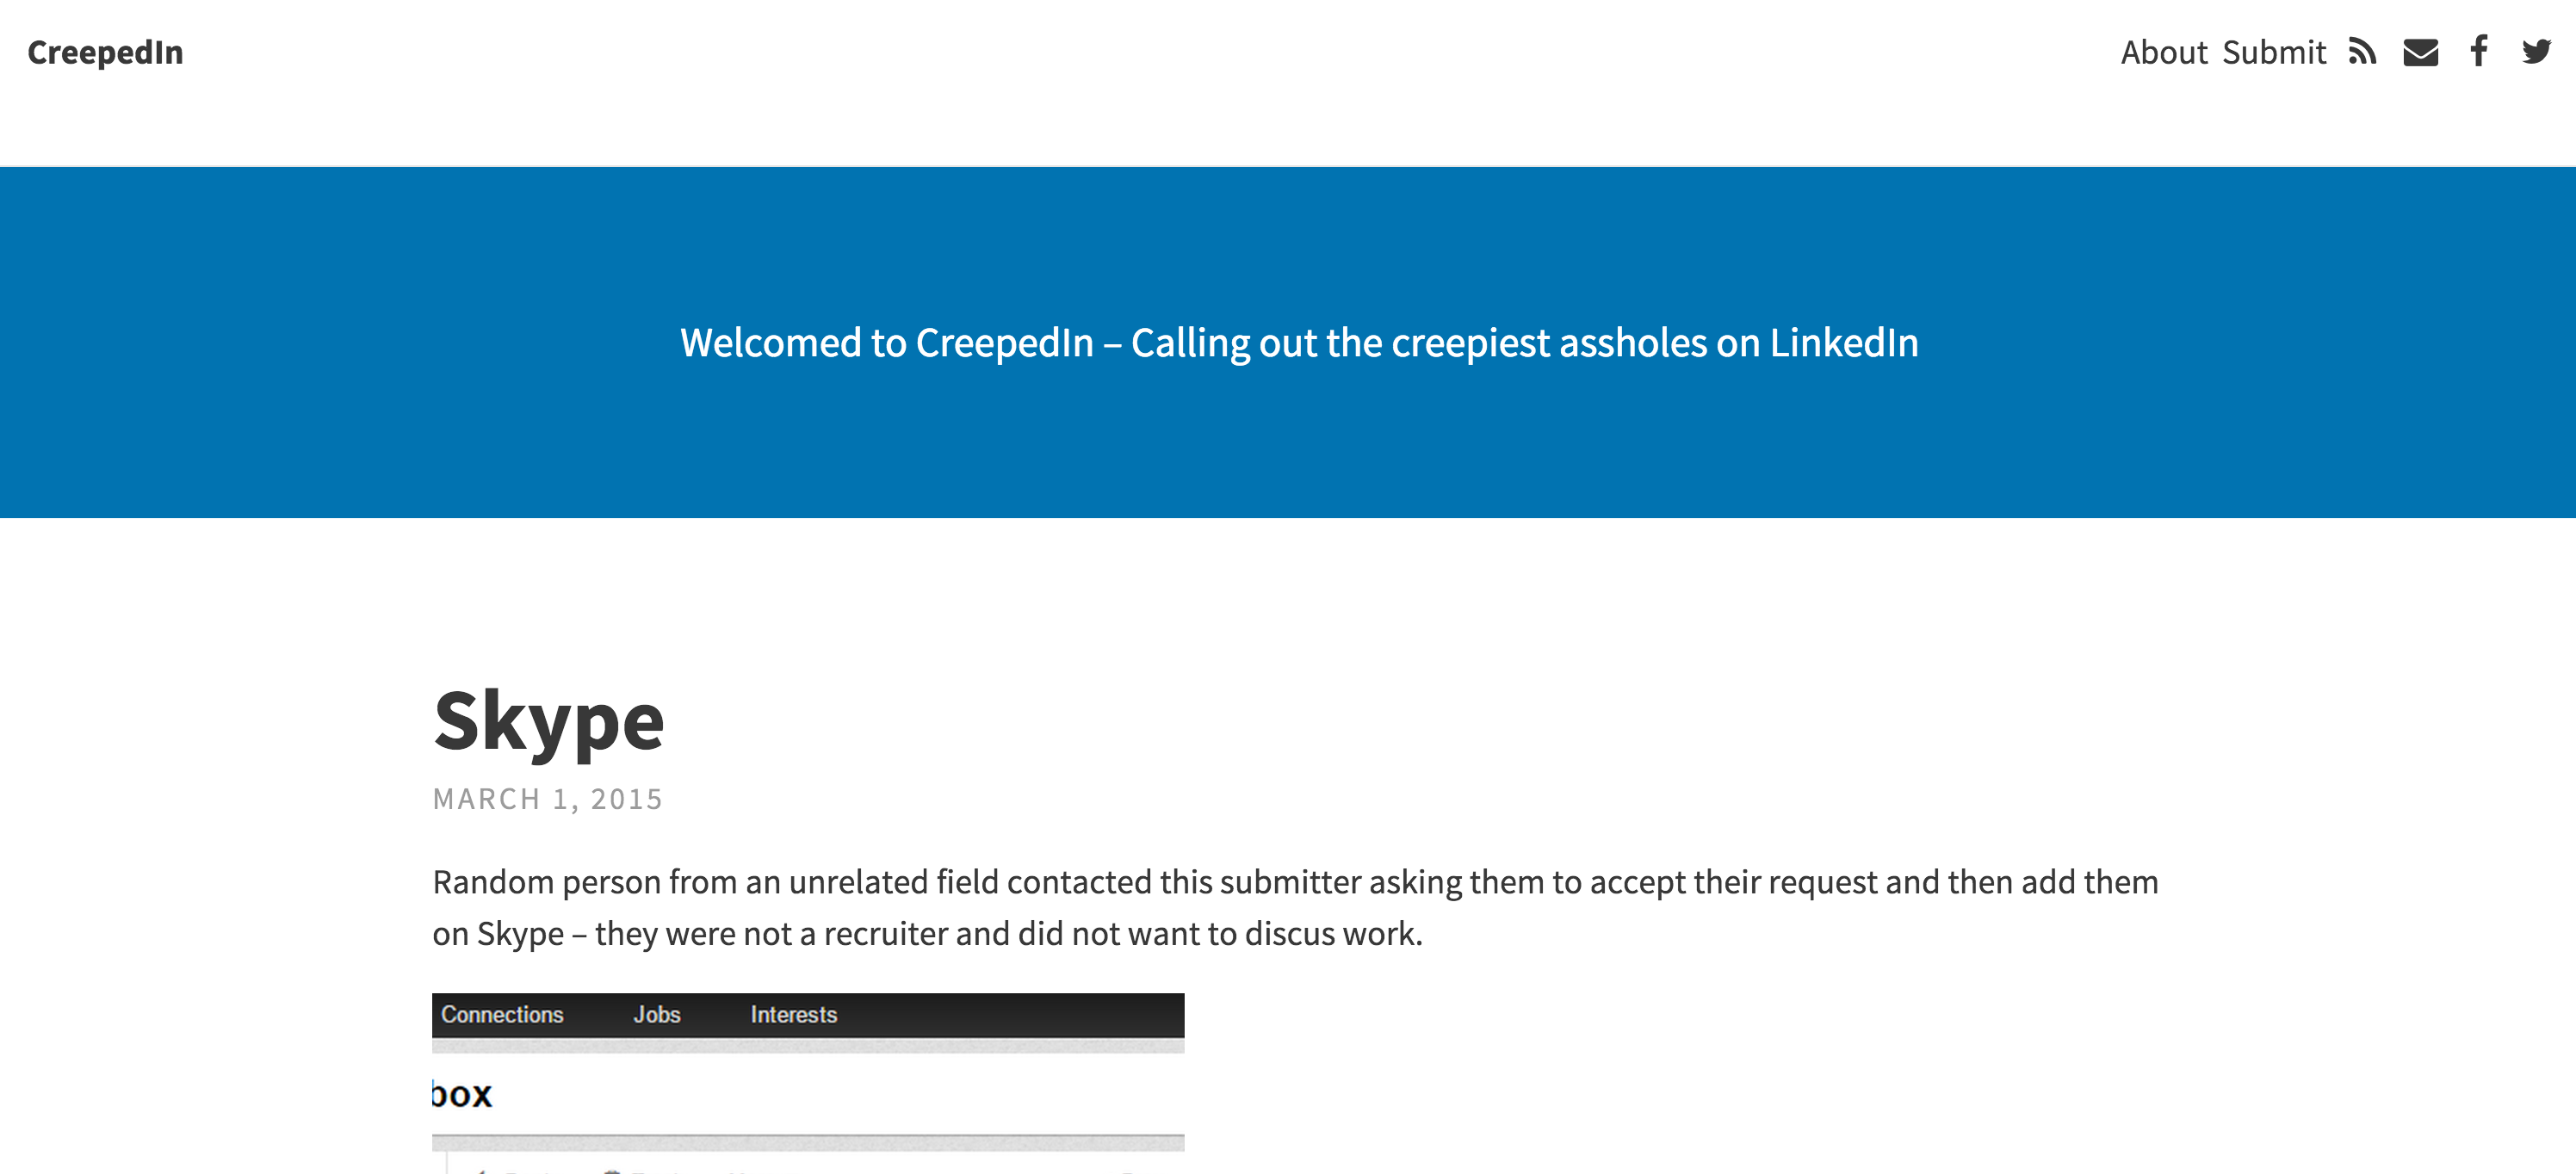 CreepedIn
About Submit
Welcomed to CreepedIn – Calling out the creepiest assholes on LinkedIn
Skype
MARCH 1, 2015
Random person from an unrelated field contacted this submitter asking them to accept their request and then add them
on Skype – they were not a recruiter and did not want to discus work.
Connections Jobs Interests
box